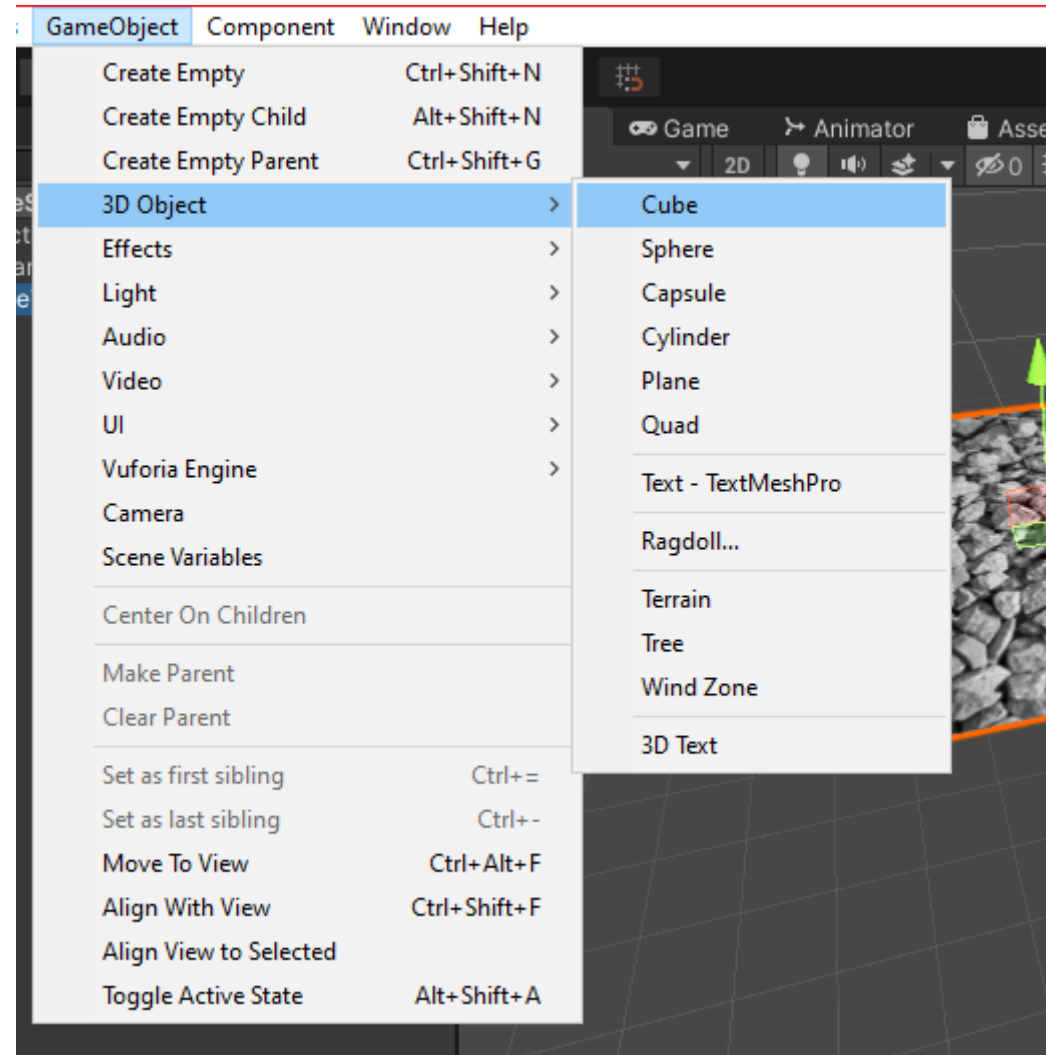 GameObject Component Window Help
Create Empty Ctrl+Shift+N
Create Empty Child Alt+Shift+N
Create Empty Parent Ctrl+Shift+G
3D Object >
Effects >
Light >
Audio >
Video >
UI >
Vuforia Engine >
Camera
Scene Variables
Center On Children
Make Parent
Clear Parent
Set as first sibling Ctrl+=
Set as last sibling Ctrl+-
Move To View Ctrl+Alt+F
Align With View Ctrl+Shift+F
Align View to Selected
Toggle Active State Alt+Shift+A
Game Animator Asse
2D 0
Cube
Sphere
Capsule
Cylinder
Plane
Quad
Text - TextMeshPro
Ragdoll...
Terrain
Tree
Wind Zone
3D Text